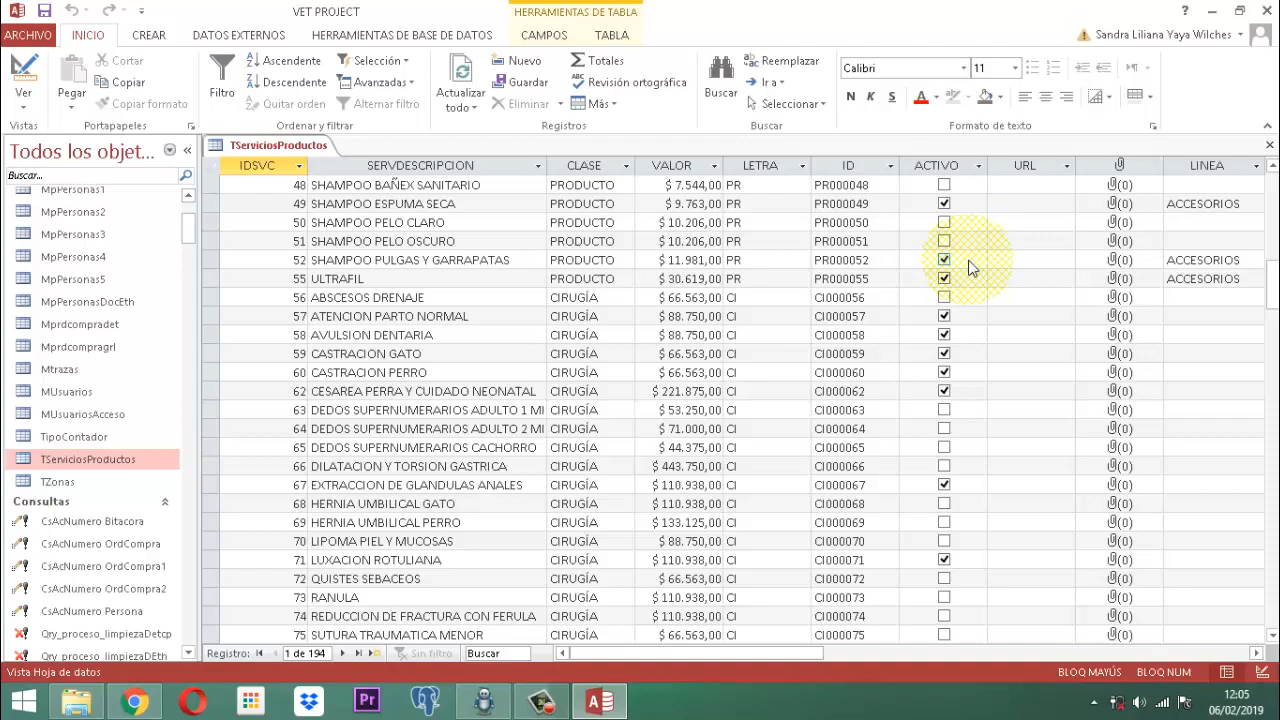 VET PROJECT
HERRAMIENTAS DE TABLA
?
ARCHIVO INICIO CREAR DATOS EXTERNOS HERRAMIENTAS DE BASE DE DATOS CAMPOS TABLA Sandra Liliana Yaya Wilches
Ver
Vistas
Pegar
Cortar
Copiar
Copiar formato
Portapapeles
Filtro
Ascendente
Descendente
Quitar orden
Selección
Avanzadas
Alternar filtro
Ordenar y filtrar
Actualizar
todo
Nuevo
Guardar
Eliminar
Totales
Revisión ortográfica
Más
Registros
Buscar
Reemplazar
Ir a
Seleccionar
Buscar
Calibri 11
N K S
Formato de texto
Todos los objet...
Buscar...
MpPersonas1
MpPersonas2
MpPersonas3
MpPersonas4
MpPersonas5
MpPersonasDocEth
Mprdcompradet
Mprdcompragrl
Mtrazas
MUsuarios
MUsuariosAcceso
TipoContador
TServiciosProductos
TZonas
Consultas
CsAcNumero Bitacora
CsAcNumero OrdCompra
CsAcNumero OrdCompra1
CsAcNumero OrdCompra2
CsAcNumero Persona
Qry_proceso_limpiezaDetcp
Qry_proceso_limpiezaDEth
TServiciosProductos
IDSVC SERVDESCRIPCION CLASE VALOR LETRA ID ACTIVO URL LINEA
48 SHAMPOO BAÑEX SANITARIO PRODUCTO $ 7.544,00 PR PR000048 (0)
49 SHAMPOO ESPUMA SECA PRODUCTO $ 9.763,00 PR PR000049 (0) ACCESORIOS
50 SHAMPOO PELO CLARO PRODUCTO $ 10.206,00 PR PR000050 (0)
51 SHAMPOO PELO OSCURO PRODUCTO $ 10.206,00 PR PR000051 (0)
52 SHAMPOO PULGAS Y GARRAPATAS PRODUCTO $ 11.981,00 PR PR000052 (0) ACCESORIOS
55 ULTRAFIL PRODUCTO $ 30.619,00 PR PR000055 (0) ACCESORIOS
56 ABSCESOS DRENAJE CIRUGÍA $ 66.563,00 CI CI000056 (0)
57 ATENCION PARTO NORMAL CIRUGÍA $ 88.750,00 CI CI000057 (0)
58 AVULSION DENTARIA CIRUGÍA $ 88.750,00 CI CI000058 (0)
59 CASTRACION GATO CIRUGÍA $ 66.563,00 CI CI000059 (0)
60 CASTRACION PERRO CIRUGÍA $ 66.563,00 CI CI000060 (0)
62 CESAREA PERRA Y CUIDADO NEONATAL CIRUGÍA $ 221.875,00 CI CI000062 (0)
63 DEDOS SUPERNUMERARIOS ADULTO 1 MI CIRUGÍA $ 53.250,00 CI CI000063 (0)
64 DEDOS SUPERNUMERARIOS ADULTO 2 MI CIRUGÍA $ 71.000,00 CI CI000064 (0)
65 DEDOS SUPERNUMERARIOS CACHORRO CIRUGÍA $ 44.375,00 CI CI000065 (0)
66 DILATACION Y TORSION GASTRICA CIRUGÍA $ 443.750,00 CI CI000066 (0)
67 EXTRACCION DE GLANDULAS ANALES CIRUGÍA $ 110.938,00 CI CI000067 (0)
68 HERNIA UMBILICAL GATO CIRUGÍA $ 110.938,00 CI CI000068 (0)
69 HERNIA UMBILICAL PERRO CIRUGÍA $ 133.125,00 CI CI000069 (0)
70 LIPOMA PIEL Y MUCOSAS CIRUGÍA $ 88.750,00 CI CI000070 (0)
71 LUXACION ROTULIANA CIRUGÍA $ 110.938,00 CI CI000071 (0)
72 QUISTES SEBACEOS CIRUGÍA $ 66.563,00 CI CI000072 (0)
73 RANULA CIRUGÍA $ 110.938,00 CI CI000073 (0)
74 REDUCCION DE FRACTURA CON FERULA CIRUGÍA $ 110.938,00 CI CI000074 (0)
75 SUTURA TRAUMATICA MENOR CIRUGÍA $ 66.563,00 CI CI000075 (0)
Registro: 1 de 194 Sin filtro Buscar
Vista Hoja de datos BLOQ MAYÚS BLOQ NUM
Pr
12:05
06/02/2019